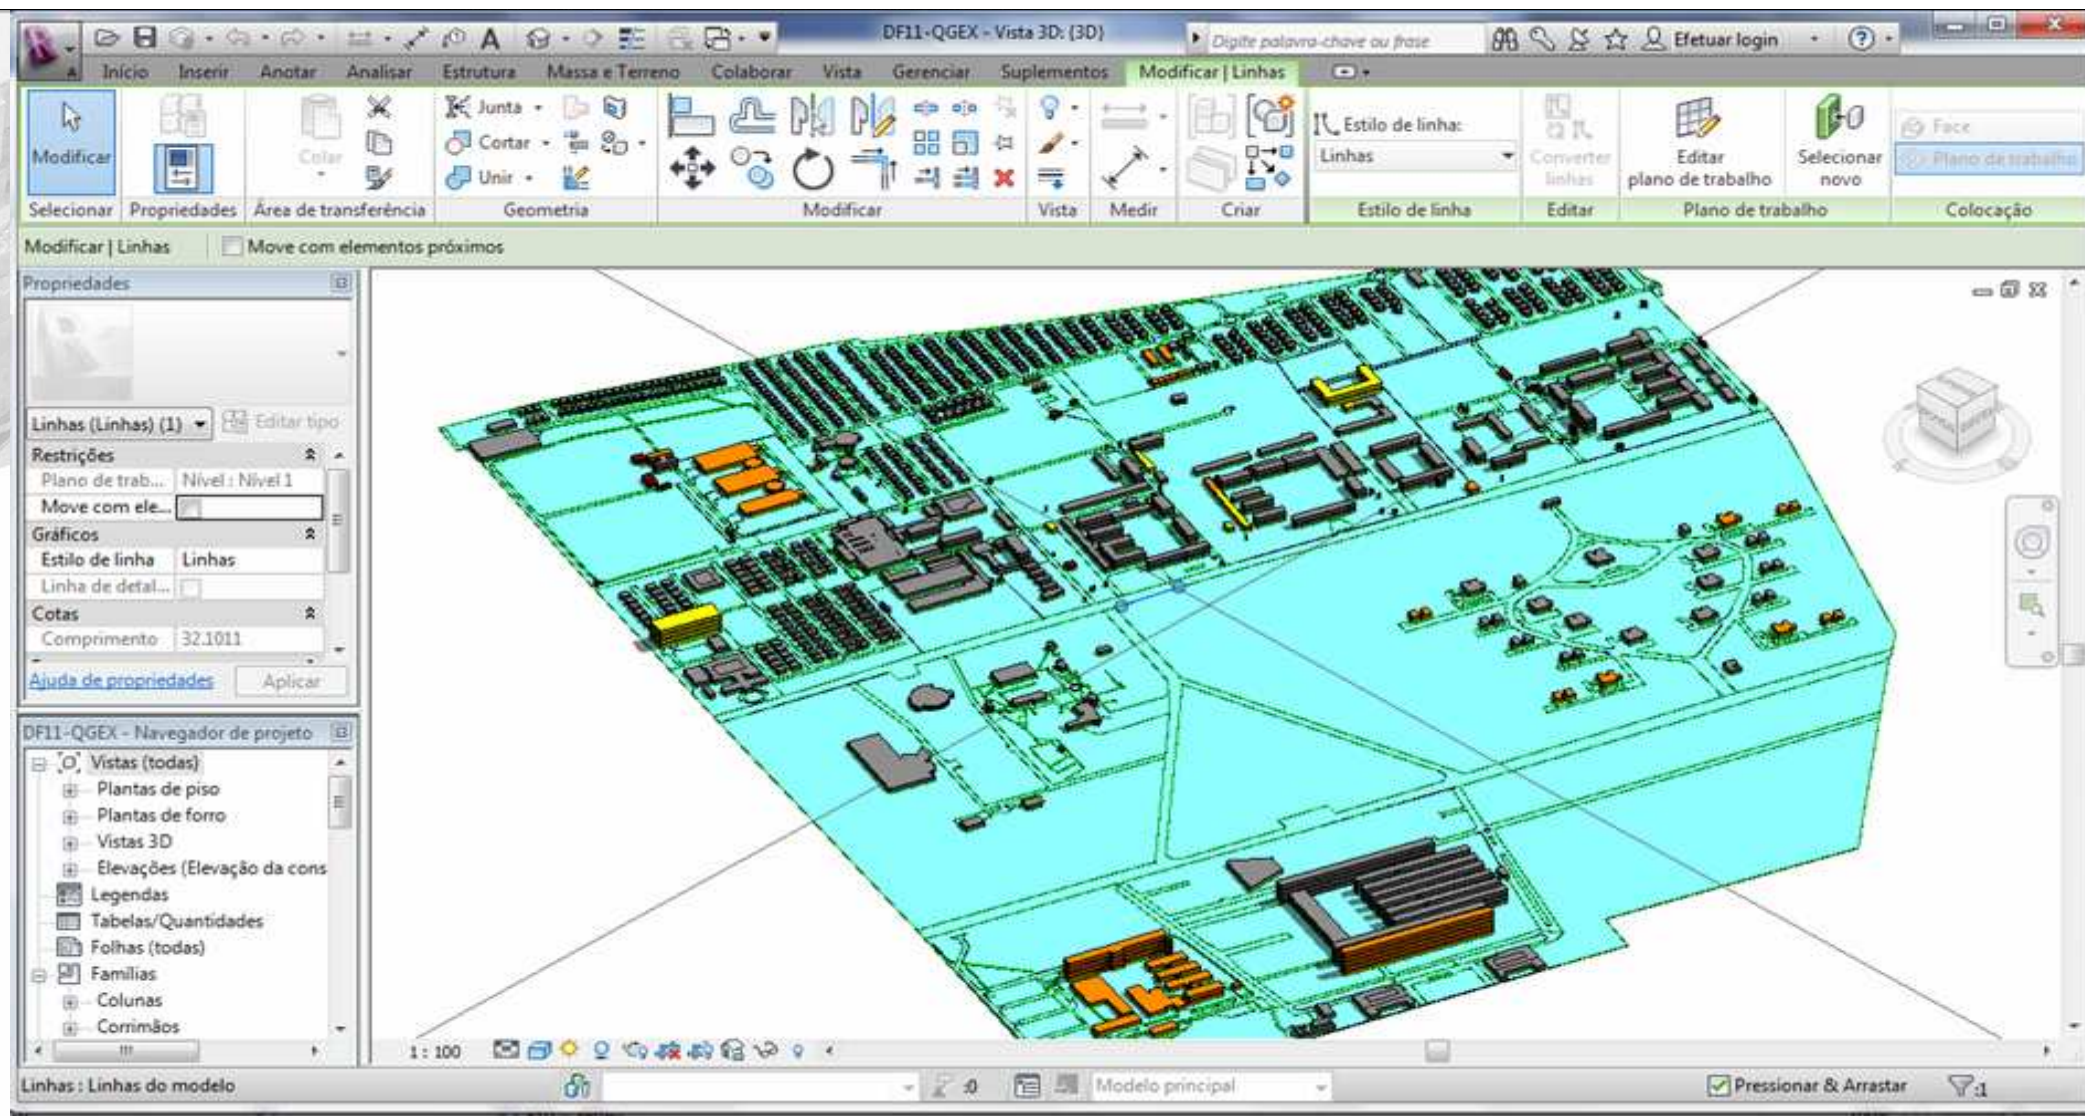 DF11-QGEX - Vista 3D: {3D}
Digite palavra-chave ou frase
Efetuar login
Início Inserir Anotar Analisar Estrutura Massa e Terreno Colaborar Vista Gerenciar Suplementos Modificar | Linhas
Modificar
Colar
Junta
Cortar
Unir
Estilo de linha:
Linhas
Converter linhas
Editar plano de trabalho
Selecionar novo
Face
Plano de trabalho
Selecionar Propriedades Área de transferência Geometria Modificar Vista Medir Criar Estilo de linha Editar Plano de trabalho Colocação
Modificar | Linhas Move com elementos próximos
Propriedades
Linhas (Linhas) (1) Editar tipo
Restrições
Plano de trab... Nível : Nível 1
Move com ele...
Gráficos
Estilo de linha Linhas
Linha de detal...
Cotas
Comprimento 32.1011
Ajuda de propriedades Aplicar
DF11-QGEX - Navegador de projeto
Vistas (todas)
Plantas de piso
Plantas de forro
Vistas 3D
Elevações (Elevação da cons
Legendas
Tabelas/Quantidades
Folhas (todas)
Famílias
Colunas
Corrimãos
1 : 100
Linhas : Linhas do modelo
:0
Modelo principal
Pressionar & Arrastar
:1